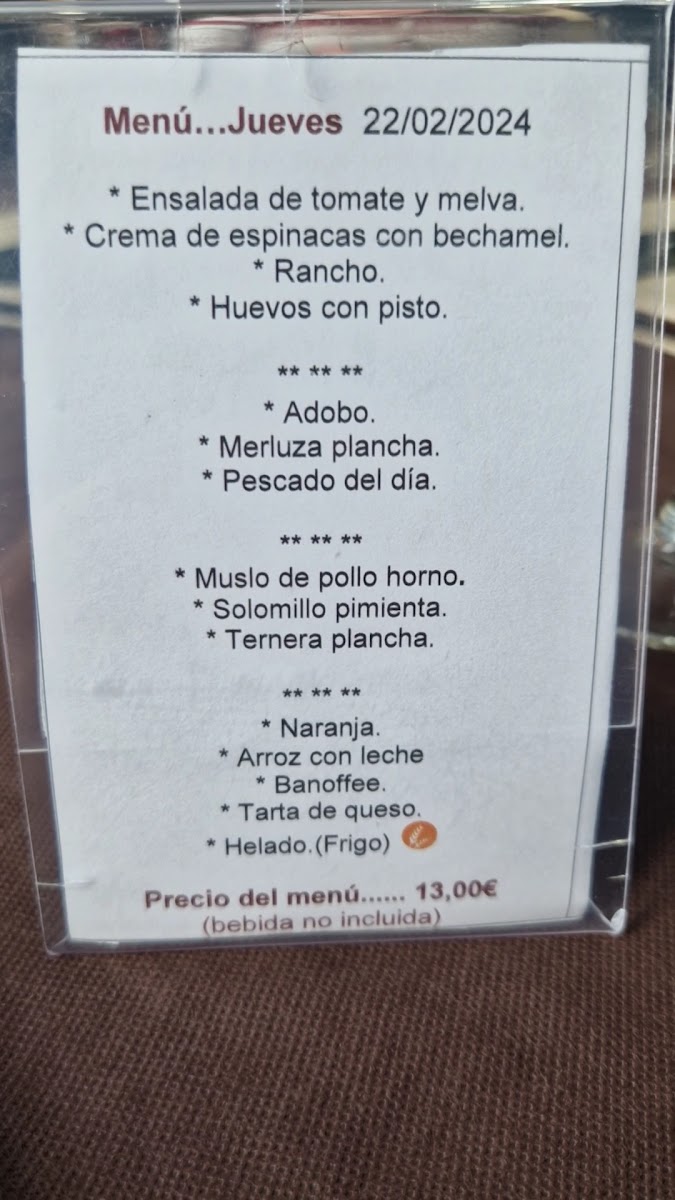 Menú...Jueves 22/02/2024
* Ensalada de tomate y melva.
* Crema de espinacas con bechamel.
* Rancho.
* Huevos con pisto.
** ** **
* Adobo.
* Merluza plancha.
* Pescado del día.
** ** **
* Muslo de pollo horno.
* Solomillo pimienta.
* Ternera plancha.
** ** **
* Naranja.
* Arroz con leche
* Banoffee.
* Tarta de queso.
* Helado.(Frigo)
Precio del menú...... 13,00€
(bebida no incluida)